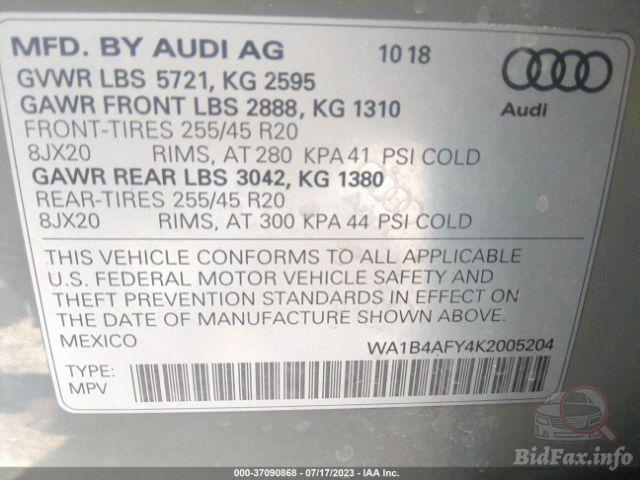 MFD. BY AUDI AG 10 18
GVWR LBS 5721, KG 2595
GAWR FRONT LBS 2888, KG 1310
Audi
FRONT-TIRES 255/45 R20
8JX20 RIMS, AT 280 KPA 41 PSI COLD
GAWR REAR LBS 3042, KG 1380
REAR-TIRES 255/45 R20
8JX20 RIMS, AT 300 KPA 44 PSI COLD
THIS VEHICLE CONFORMS TO ALL APPLICABLE
U.S. FEDERAL MOTOR VEHICLE SAFETY AND
THEFT PREVENTION STANDARDS IN EFFECT ON
THE DATE OF MANUFACTURE SHOWN ABOVE.
MEXICO WA1B4AFY4K2005204
TYPE:
MPV
BidFax.info
000-37090868 - 07/17/2023 - IAA Inc.